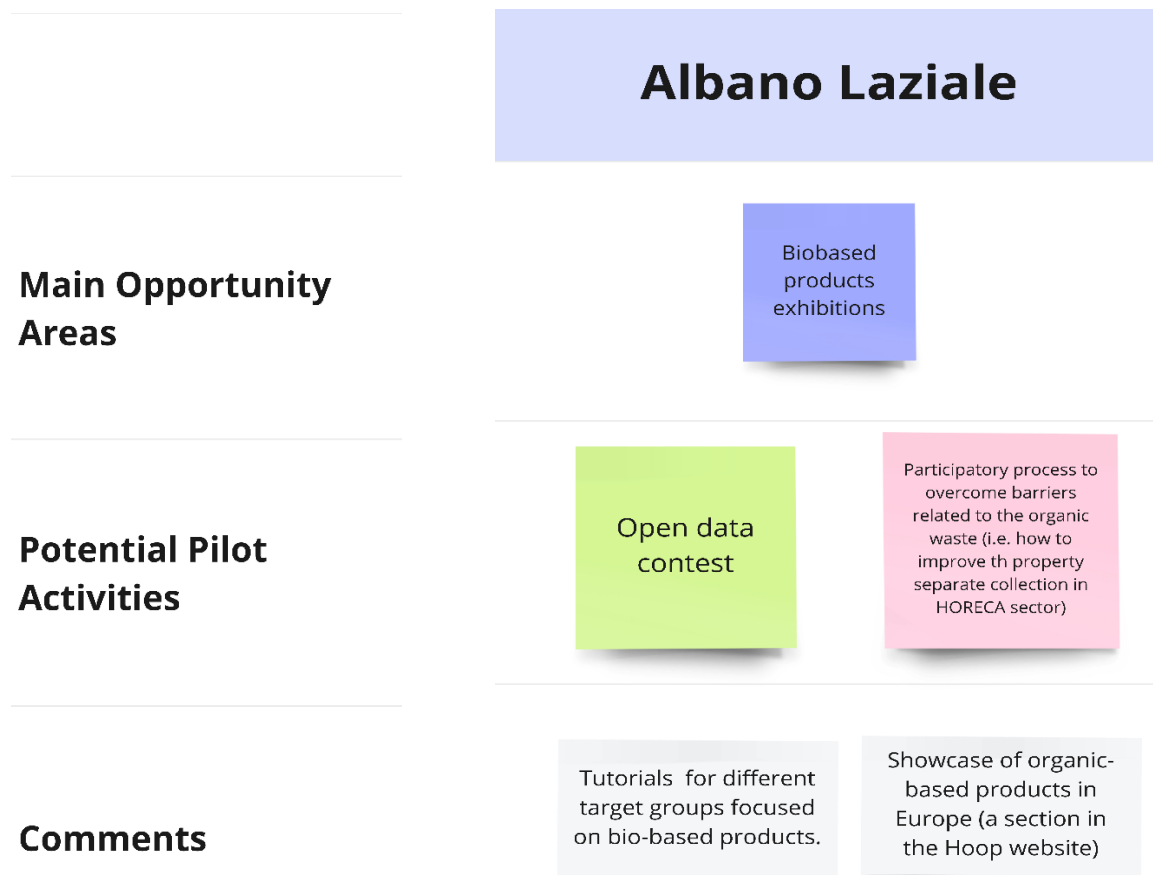 Albano Laziale
Main Opportunity
Areas
Biobased
products
exhibitions
Potential Pilot
Activities
Open data
contest
Participatory process to
overcome barriers
related to the organic
waste (i.e. how to
improve th property
separate collection in
HORECA sector)
Comments
Tutorials for different
target groups focused
on bio-based products.
Showcase of organic-
based products in
Europe (a section in
the Hoop website)